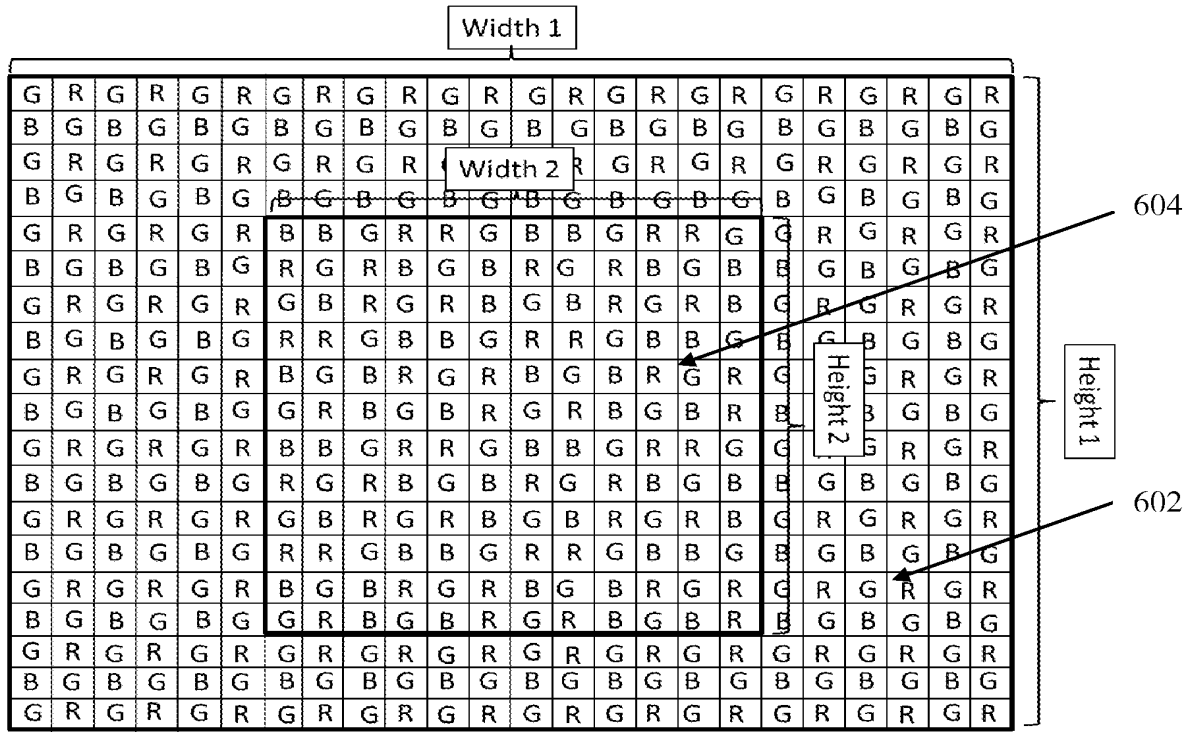 Width 1
G R G R G R G R G R G R G R G R G R G R G R G R
B G B G B G B G B G B G B G B G B G B G B G B G
G R G R G R G R G R Width 2 R G R G R G R G R G R
B G B G B G B G B G B G B G B G B G B G B G B G
G R G R G R B B G R R G B B G R R G G R G R G R
604
B G B G B G R G R B G B R G R B G B B G B G B G
G R G R G R G B R G R B G B R G R B G R G R G R
B G B G B G R R G B B G R R G B B G B G B G B G
G R G R G R B G B R G R B G B R G R G G R G R
Height 2
Height 1
B G B G B G G R B G B R G R B G B R B B G B G
G R G R G R B B G R R G B B G R R G G G R G R
B G B G B G R G R B G B R G R B G B B G B G B G
602
G R G R G R G B R G R B G B R G R B G R G R G R
B G B G B G R R G B B G R R G B B G B G B G B G
G R G R G R B G B R G R B G B R G R G R G R G R
B G B G B G G R B G B R G R B G B R B G B G B G
G R G R G R G R G R G R G R G R G R G R G R G R
B G B G B G B G B G B G B G B G B G B G B G B G
G R G R G R G R G R G R G R G R G R G R G R G R